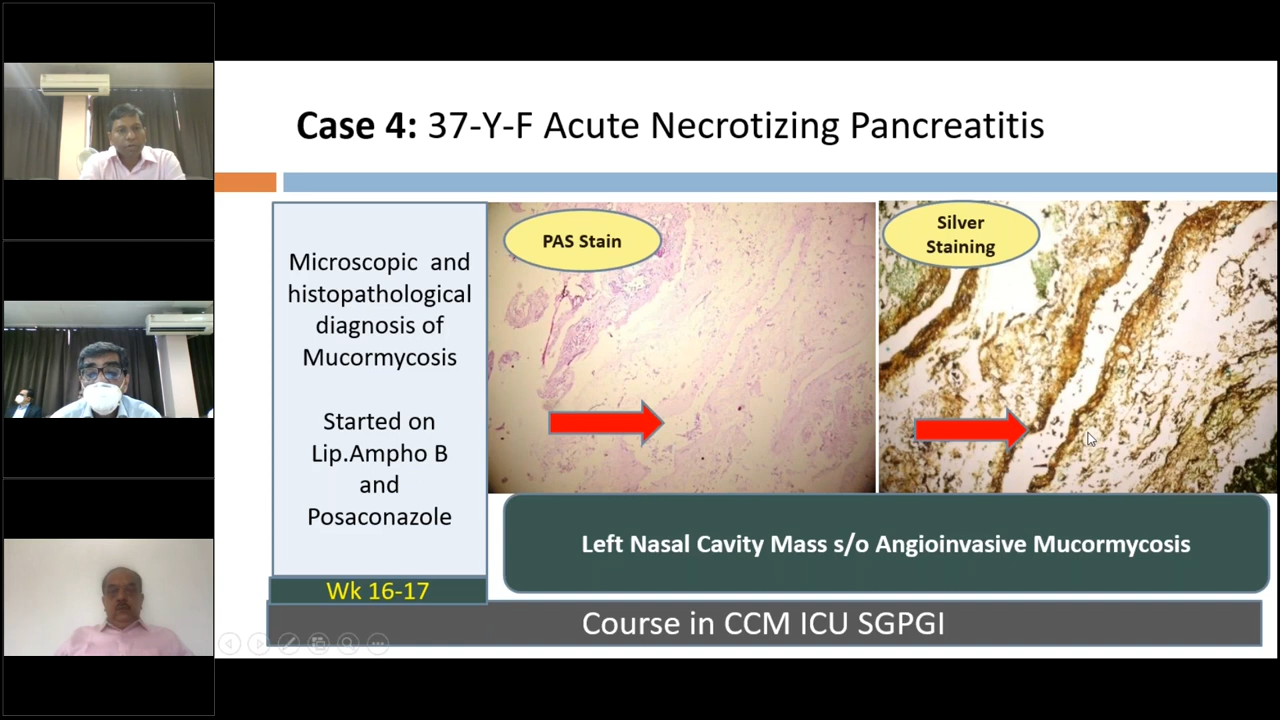 Case 4: 37-Y-F Acute Necrotizing Pancreatitis
Microscopic and
histopathological
diagnosis of
Mucormycosis
Started on
Lip.Ampho B
and
Posaconazole
Wk 16-17
PAS Stain
Silver
Staining
Left Nasal Cavity Mass s/o Angioinvasive Mucormycosis
Course in CCM ICU SGPGI